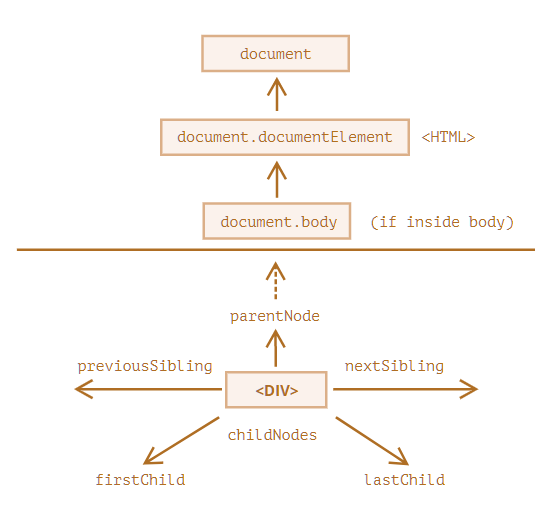 document
document.documentElement <HTML>
document.body (if inside body)
parentNode
previousSibling nextSibling
<DIV>
childNodes
firstChild lastChild